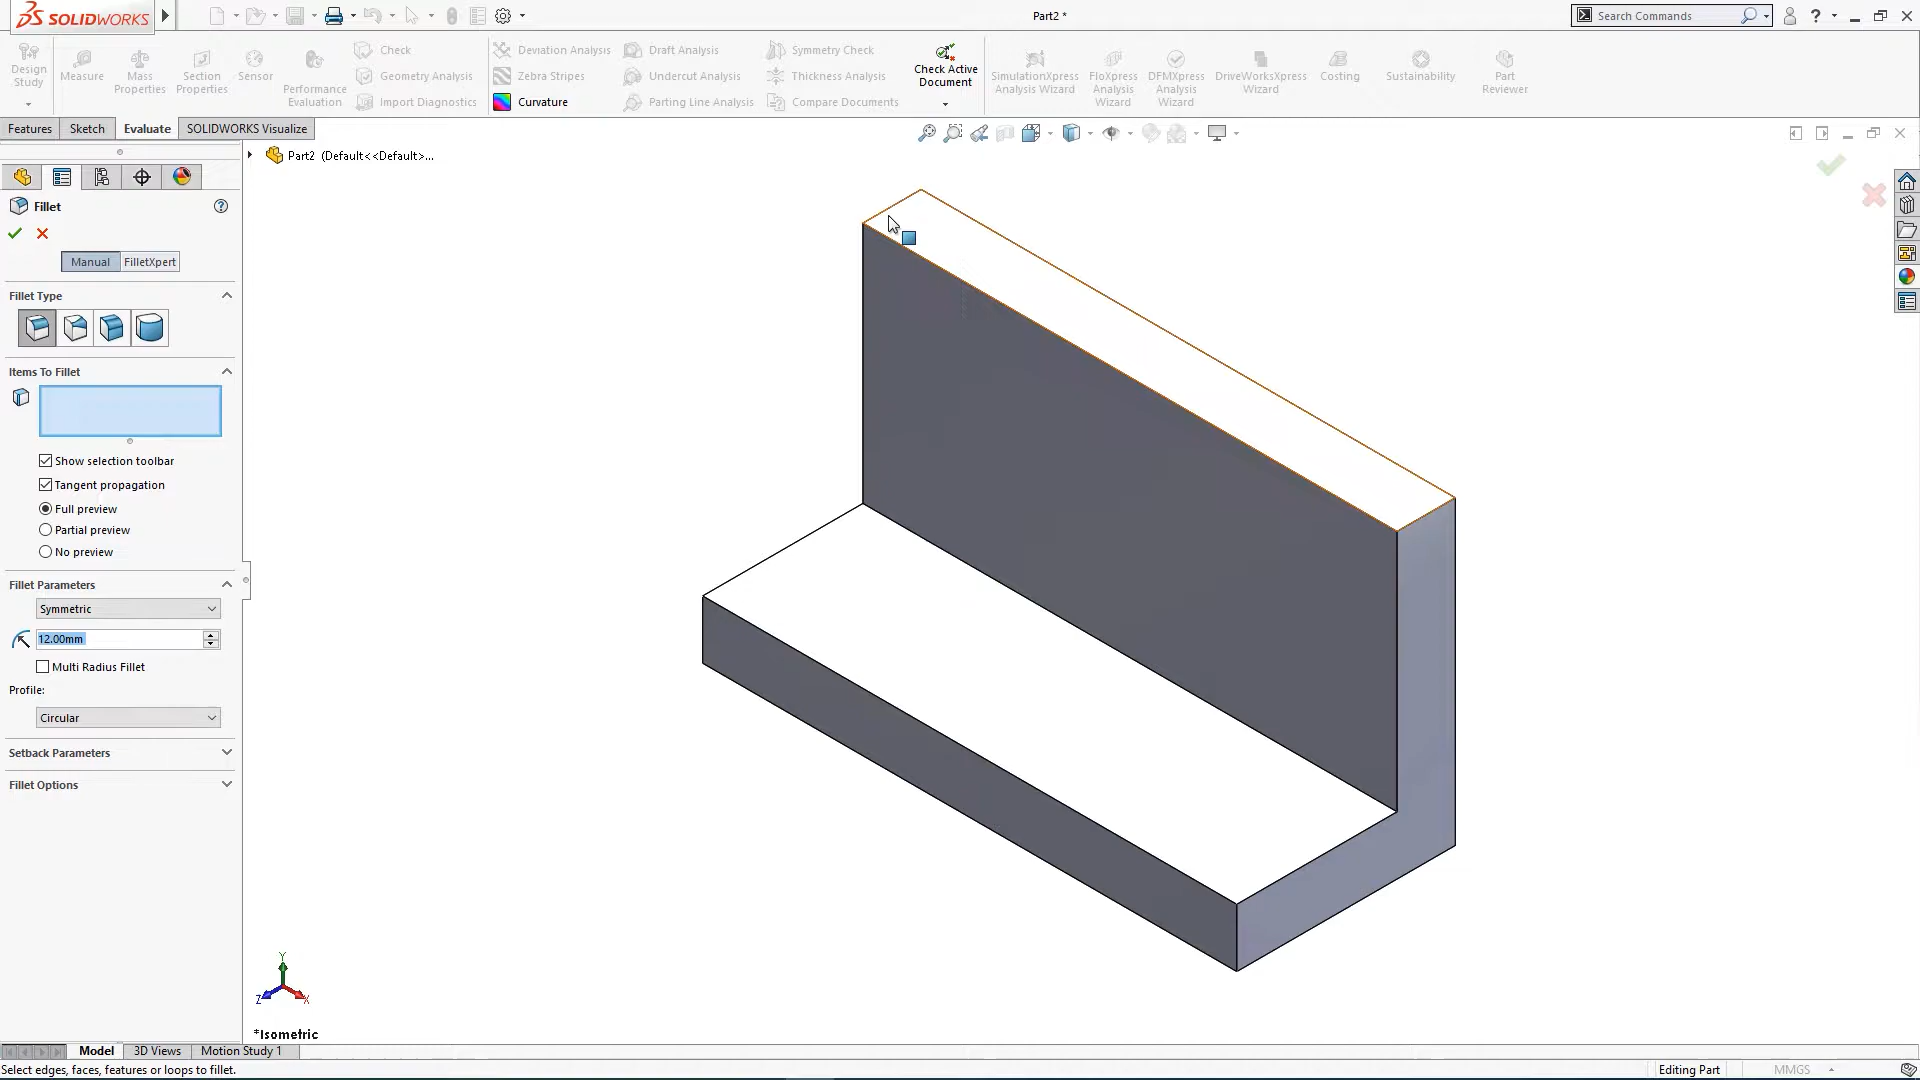 SOLIDWORKS
Part2 *
Search Commands
Design Study
Measure
Mass Properties
Section Properties
Sensor
Performance Evaluation
Check
Geometry Analysis
Import Diagnostics
Deviation Analysis
Zebra Stripes
Curvature
Draft Analysis
Undercut Analysis
Parting Line Analysis
Symmetry Check
Thickness Analysis
Compare Documents
Check Active Document
SimulationXpress Analysis Wizard
FloXpress Analysis Wizard
DFMXpress Analysis Wizard
DriveWorksXpress Wizard
Costing
Sustainability
Part Reviewer
Features
Sketch
Evaluate
SOLIDWORKS Visualize
Part2 (Default<<Default>...
Fillet
Manual
FilletXpert
Fillet Type
Items To Fillet
Show selection toolbar
Tangent propagation
Full preview
Partial preview
No preview
Fillet Parameters
Symmetric
12.00mm
Multi Radius Fillet
Profile:
Circular
Setback Parameters
Fillet Options
Y
Z
X
*Isometric
Model
3D Views
Motion Study 1
Select edges, faces, features or loops to fillet.
Editing Part
MMGS